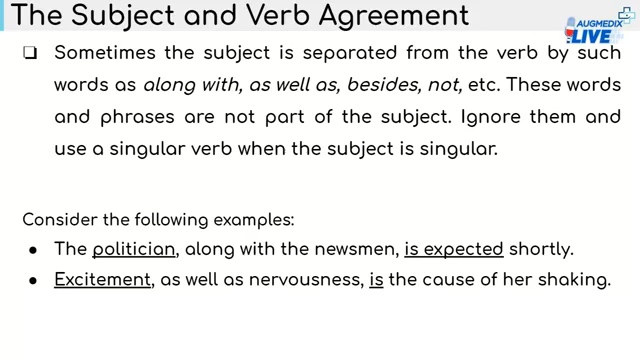 The Subject and Verb Agreement
AUGMEDIX
LIVE
❏ Sometimes the subject is separated from the verb by such
words as along with, as well as, besides, not, etc. These words
and phrases are not part of the subject. Ignore them and
use a singular verb when the subject is singular.
Consider the following examples:
● The politician, along with the newsmen, is expected shortly.
● Excitement, as well as nervousness, is the cause of her shaking.